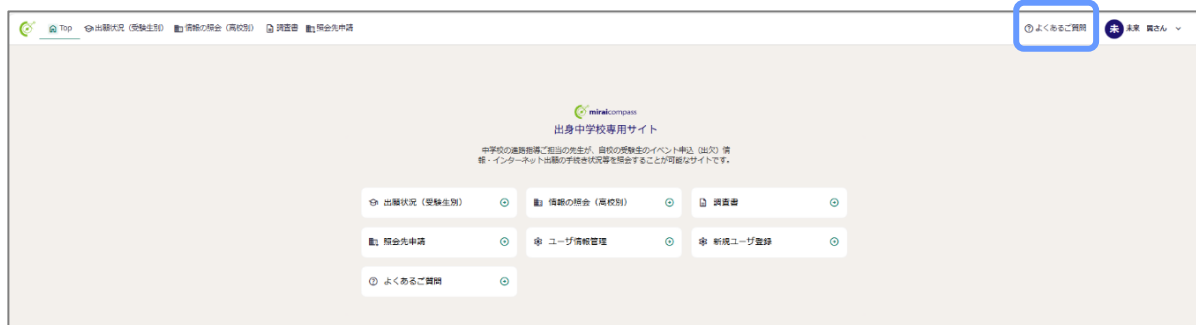 Top 出願状況（受験生別） 情報の照会（高校別） 調査書 照会先申請 よくあるご質問 未 未来 貢さん
miraicompass
出身中学校専用サイト
中学校の進路指導ご担当の先生が、自校の受験生のイベント申込（出欠）情
報・インターネット出願の手続き状況等を照会することが可能なサイトです。
出願状況（受験生別） 情報の照会（高校別） 調査書
照会先申請 ユーザ情報管理 新規ユーザ登録
よくあるご質問